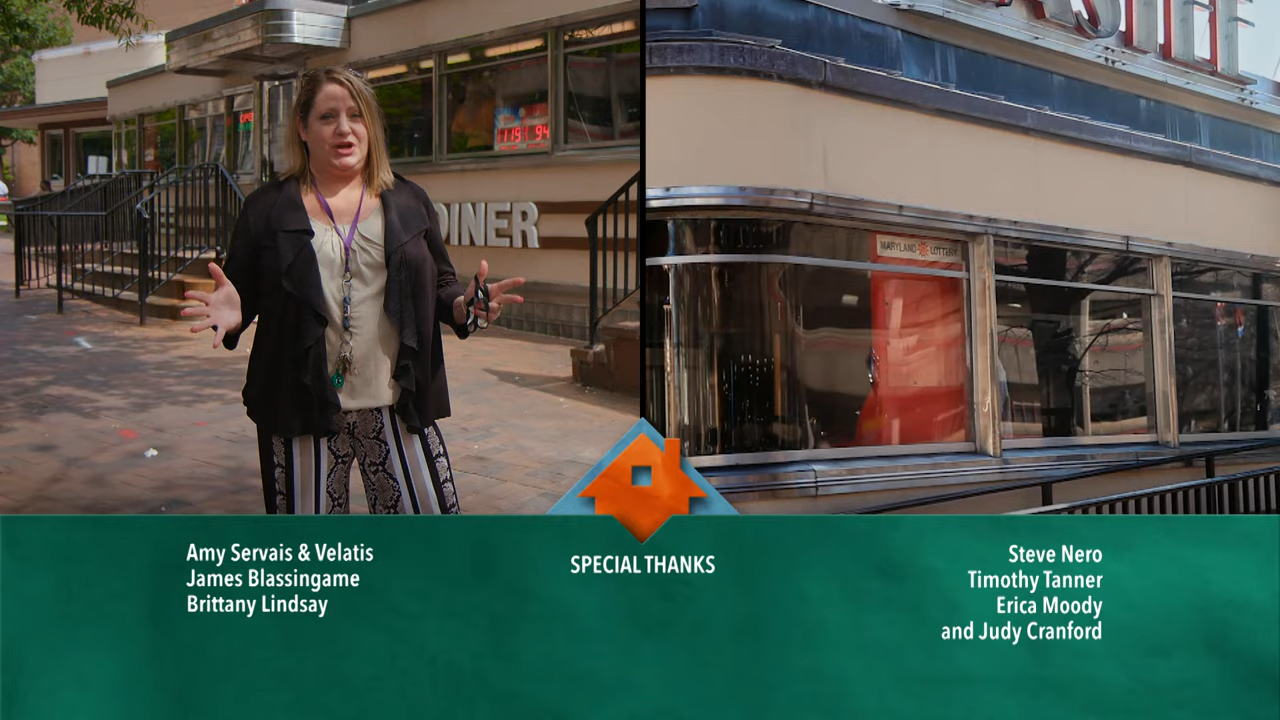 OPEN
DINER
MARYLAND LOTTERY
Amy Servais & Velatis
James Blassingame
Brittany Lindsay
SPECIAL THANKS
Steve Nero
Timothy Tanner
Erica Moody
and Judy Cranford